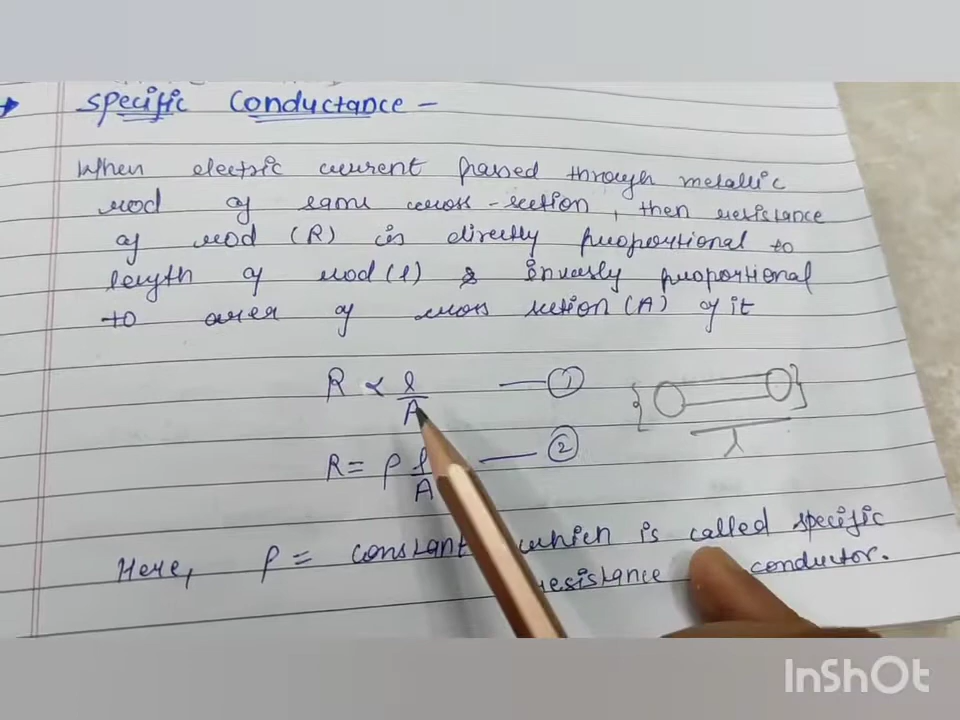 Specific Conductance -
When electric current passed through metallic
rod of same cross-section, then resistance
of rod (R) is directly proportional to
length of rod (l) & inversly proportional
to area of cross section (A) of it
R ∝ l/A — ①
R = ρ l/A — ②
Here, ρ = constant which is called specific
resistance conductor.
InShOt